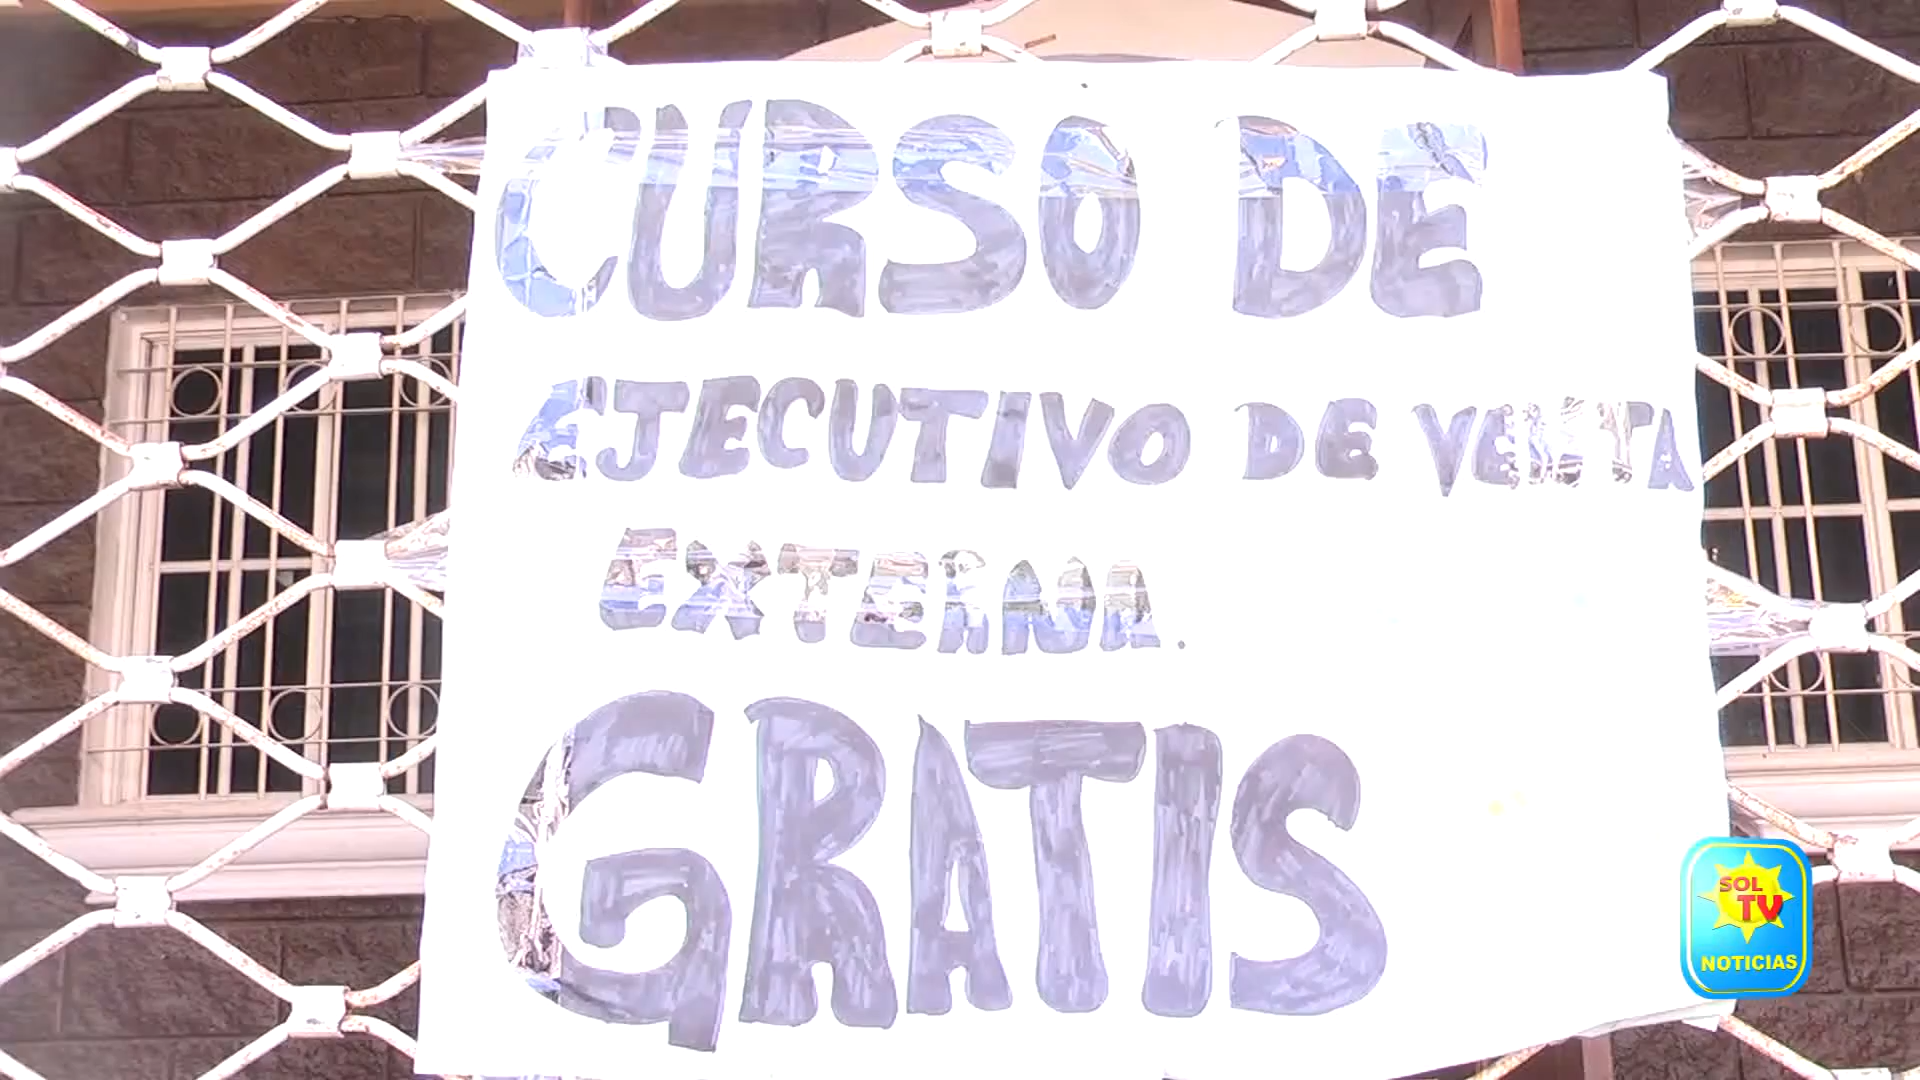 CURSO DE
EJECUTIVO DE VENTA
EXTERNA.
GRATIS
SOL
TV
NOTICIAS